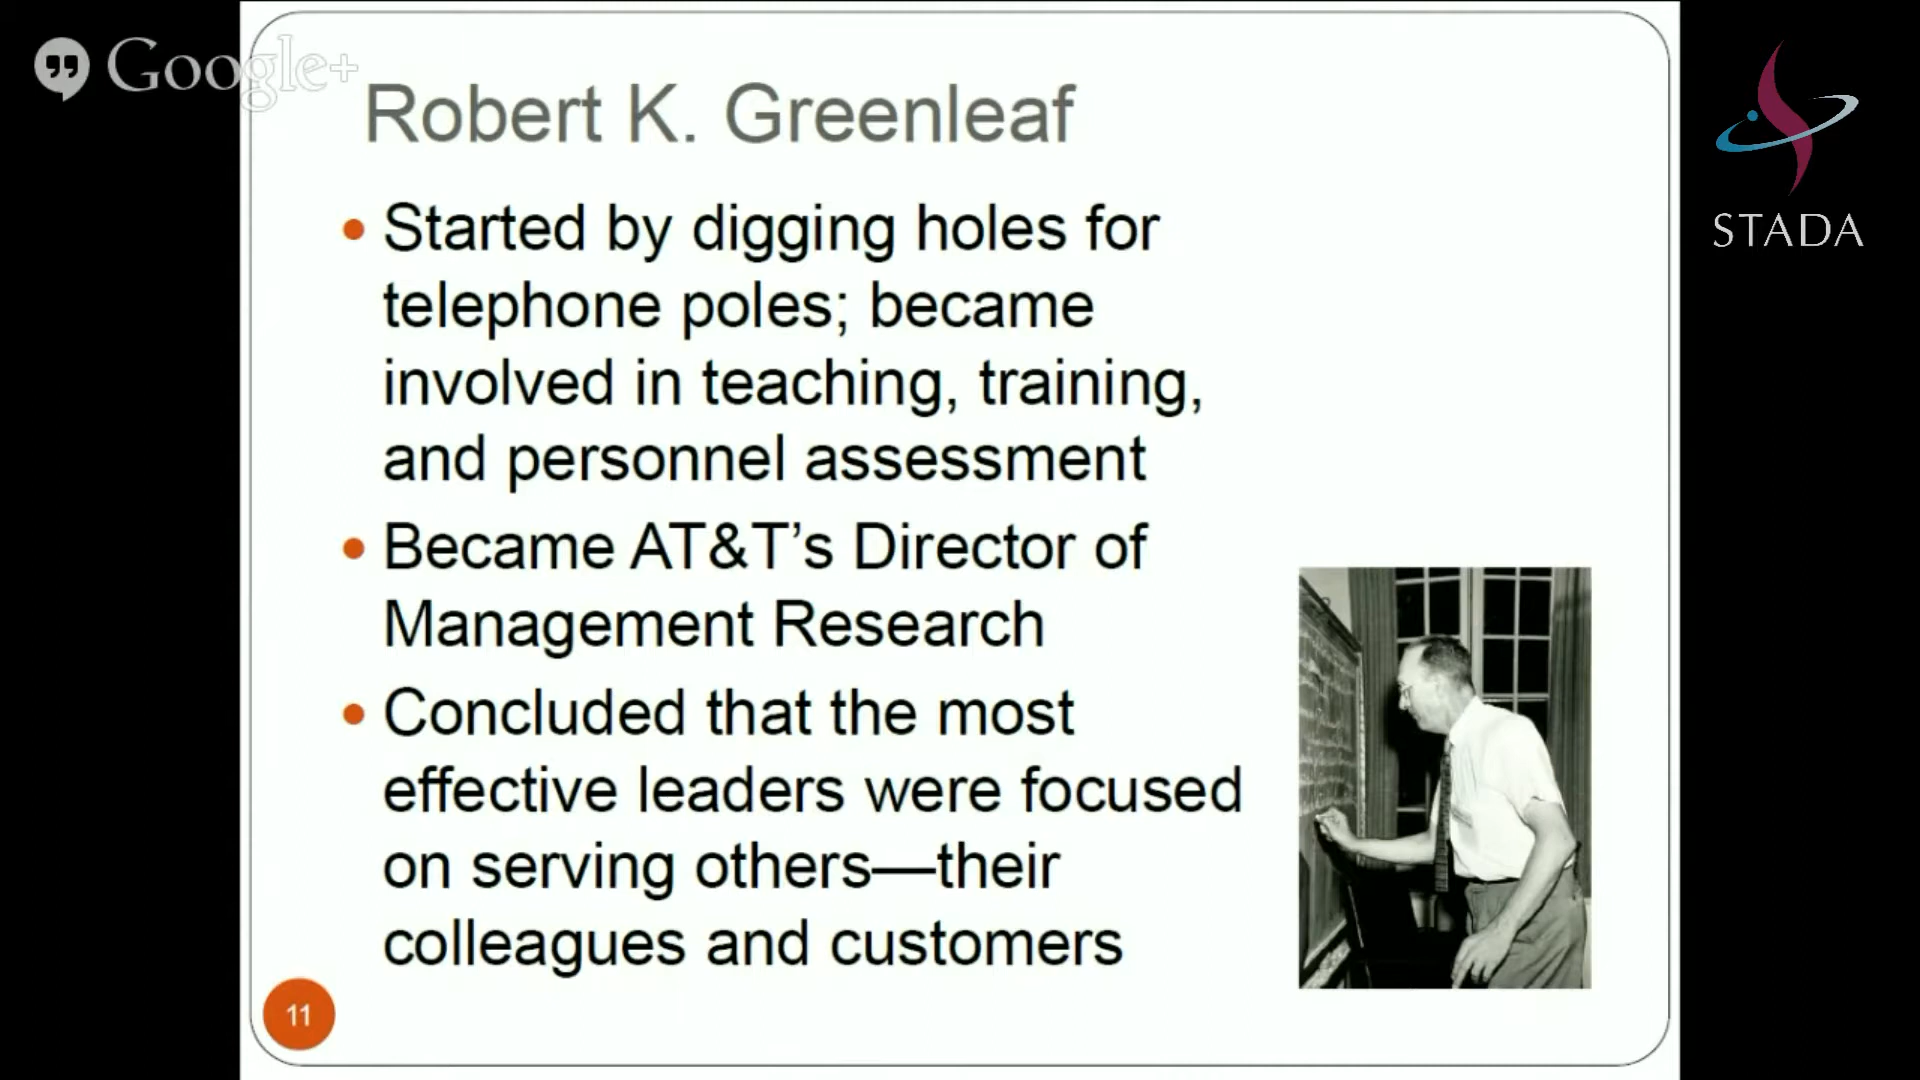 Google+
Robert K. Greenleaf
STADA
• Started by digging holes for
telephone poles; became
involved in teaching, training,
and personnel assessment
• Became AT&T’s Director of
Management Research
• Concluded that the most
effective leaders were focused
on serving others—their
colleagues and customers
11